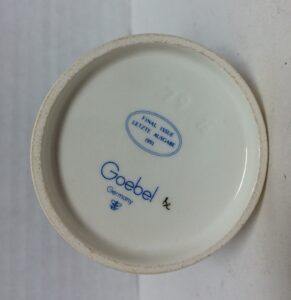 FINAL ISSUE
LETZTE AUSGABE
1991
Goebel
Germany